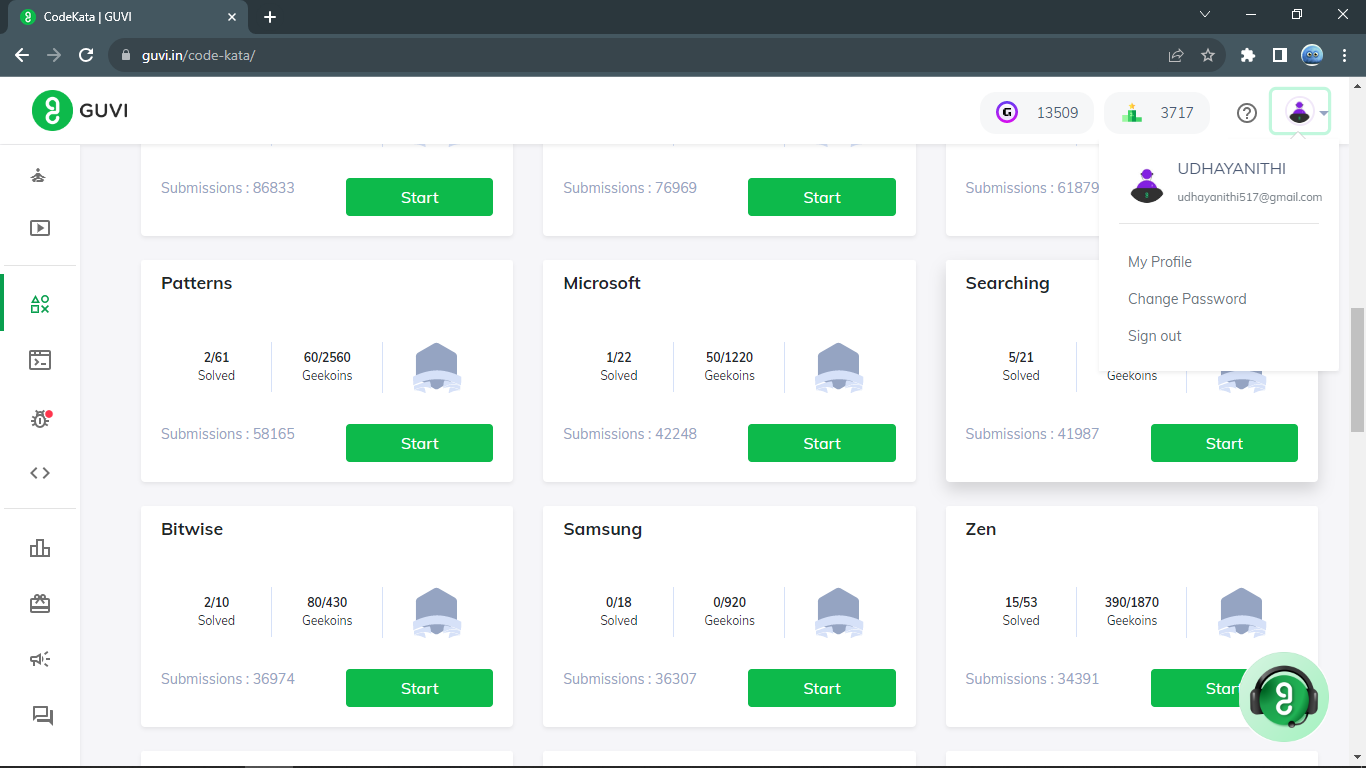 CodeKata | GUVI
guvi.in/code-kata/
GUVI
13509
3717
UDHAYANITHI
udhayanithi517@gmail.com
My Profile
Change Password
Sign out
Submissions : 86833
Start
Submissions : 76969
Start
Submissions : 61879
Patterns
2/61
Solved
60/2560
Geekoins
Submissions : 58165
Start
Microsoft
1/22
Solved
50/1220
Geekoins
Submissions : 42248
Start
Searching
5/21
Solved
Geekoins
Submissions : 41987
Start
Bitwise
2/10
Solved
80/430
Geekoins
Submissions : 36974
Start
Samsung
0/18
Solved
0/920
Geekoins
Submissions : 36307
Start
Zen
15/53
Solved
390/1870
Geekoins
Submissions : 34391
Start